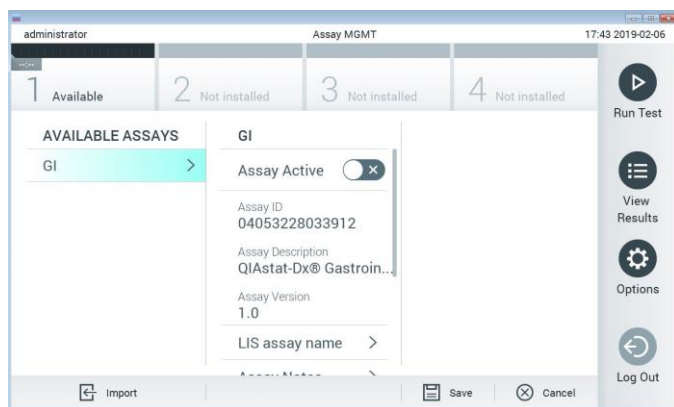 administrator Assay MGMT 17:43 2019-02-06
1 Available 2 Not installed 3 Not installed 4 Not installed
Run Test
AVAILABLE ASSAYS GI
GI Assay Active
View
Results
Assay ID
04053228033912
Assay Description
QIAstat-Dx® Gastroin...
Options
Assay Version
1.0
LIS assay name
Assay Notes
Log Out
Import Save Cancel